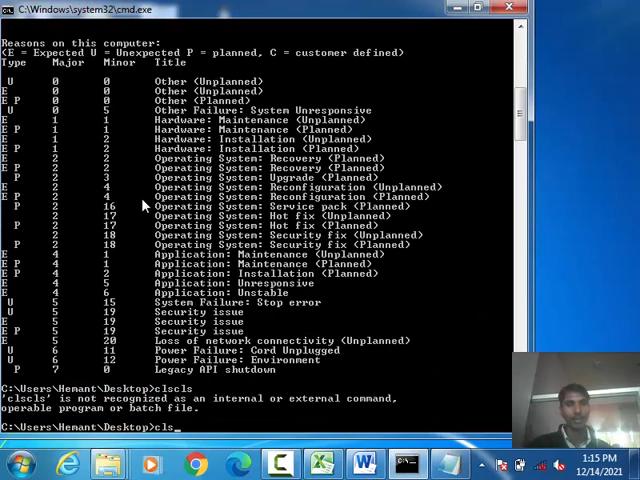 C:\Windows\system32\cmd.exe
Reasons on this computer:
(E = Expected U = Unexpected P = planned, C = customer defined)
Type Major Minor Title
U 0 0 Other (Unplanned)
E 0 0 Other (Unplanned)
E P 0 0 Other (Planned)
U 0 5 Other Failure: System Unresponsive
E 1 1 Hardware: Maintenance (Unplanned)
E P 1 1 Hardware: Maintenance (Planned)
E 1 2 Hardware: Installation (Unplanned)
E P 1 2 Hardware: Installation (Planned)
E 2 2 Operating System: Recovery (Planned)
E P 2 2 Operating System: Recovery (Planned)
P 2 3 Operating System: Upgrade (Planned)
E 2 4 Operating System: Reconfiguration (Unplanned)
E P 2 4 Operating System: Reconfiguration (Planned)
P 2 16 Operating System: Service pack (Planned)
2 17 Operating System: Hot fix (Unplanned)
P 2 17 Operating System: Hot fix (Planned)
2 18 Operating System: Security fix (Unplanned)
P 2 18 Operating System: Security fix (Planned)
E 4 1 Application: Maintenance (Unplanned)
E P 4 1 Application: Maintenance (Planned)
E P 4 2 Application: Installation (Planned)
E 4 5 Application: Unresponsive
E 4 6 Application: Unstable
U 5 15 System Failure: Stop error
U 5 19 Security issue
E 5 19 Security issue
E P 5 19 Security issue
E 5 20 Loss of network connectivity (Unplanned)
U 6 11 Power Failure: Cord Unplugged
U 6 12 Power Failure: Environment
P 7 0 Legacy API shutdown
C:\Users\Hemant\Desktop>clscls
'clscls' is not recognized as an internal or external command,
operable program or batch file.
C:\Users\Hemant\Desktop>cls_
1:15 PM
12/14/2021